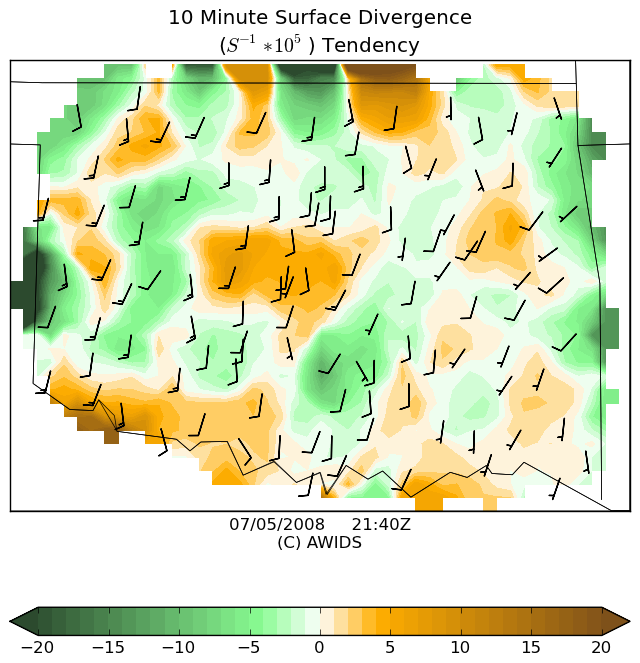 10 Minute Surface Divergence
(S⁻¹ ∗10⁵ ) Tendency
07/05/2008 21:40Z
(C) AWIDS
−20 −15 −10 −5 0 5 10 15 20